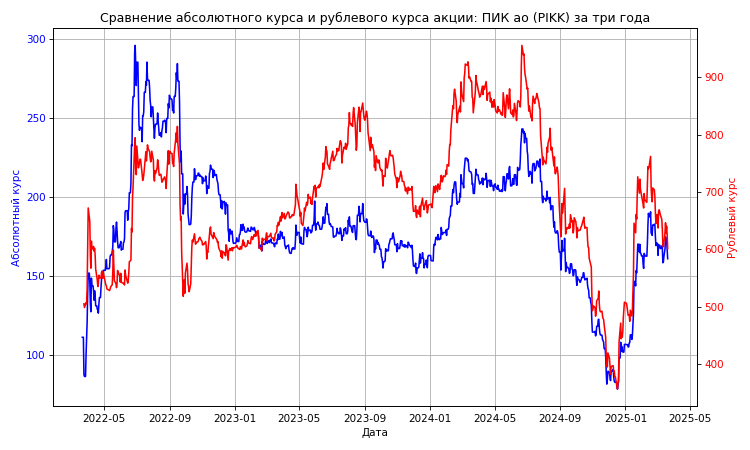 Сравнение абсолютного курса и рублевого курса акции: ПИК ао (PIKK) за три года
300
250
200
150
100
Абсолютный курс
900
800
700
600
500
400
Рублевый курс
2022-05 2022-09 2023-01 2023-05 2023-09 2024-01 2024-05 2024-09 2025-01 2025-05
Дата